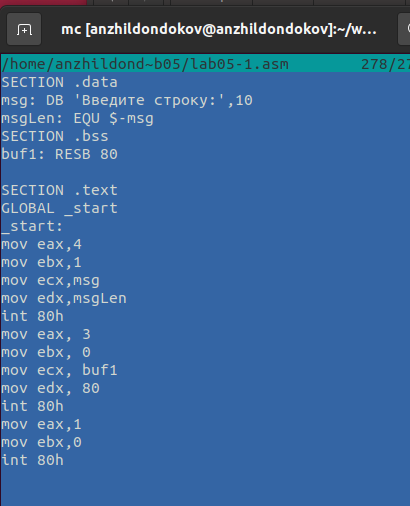 mc [anzhildondokov@anzhildondokov]:~/w...
/home/anzhildond~b05/lab05-1.asm 278/27
SECTION .data
msg: DB 'Введите строку:',10
msgLen: EQU $-msg
SECTION .bss
buf1: RESB 80
SECTION .text
GLOBAL _start
_start:
mov eax,4
mov ebx,1
mov ecx,msg
mov edx,msgLen
int 80h
mov eax, 3
mov ebx, 0
mov ecx, buf1
mov edx, 80
int 80h
mov eax,1
mov ebx,0
int 80h